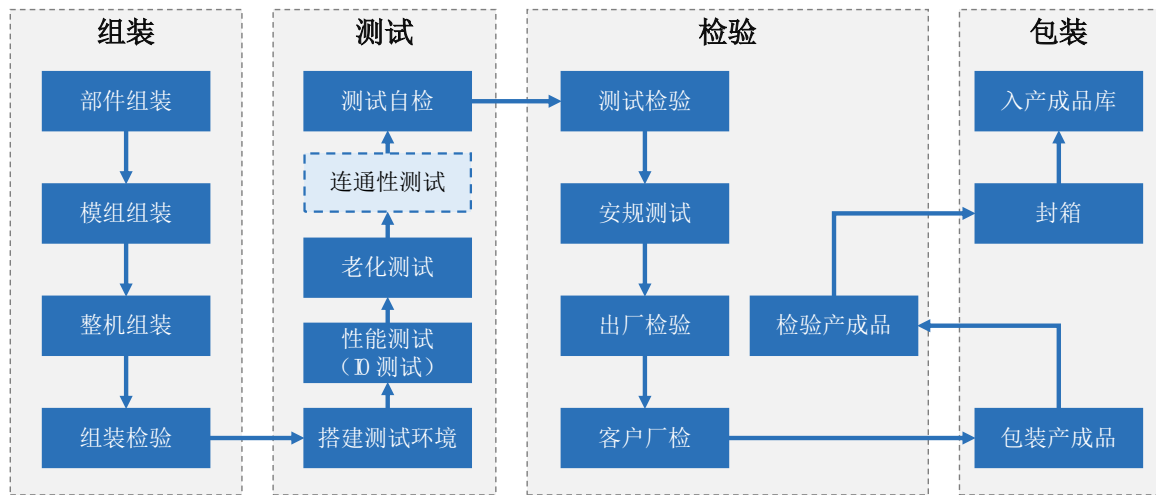 组装
部件组装
模组组装
整机组装
组装检验
测试
测试自检
连通性测试
老化测试
性能测试
（IO 测试）
搭建测试环境
检验
测试检验
安规测试
出厂检验
客户厂检
检验产成品
包装
入产成品库
封箱
包装产成品